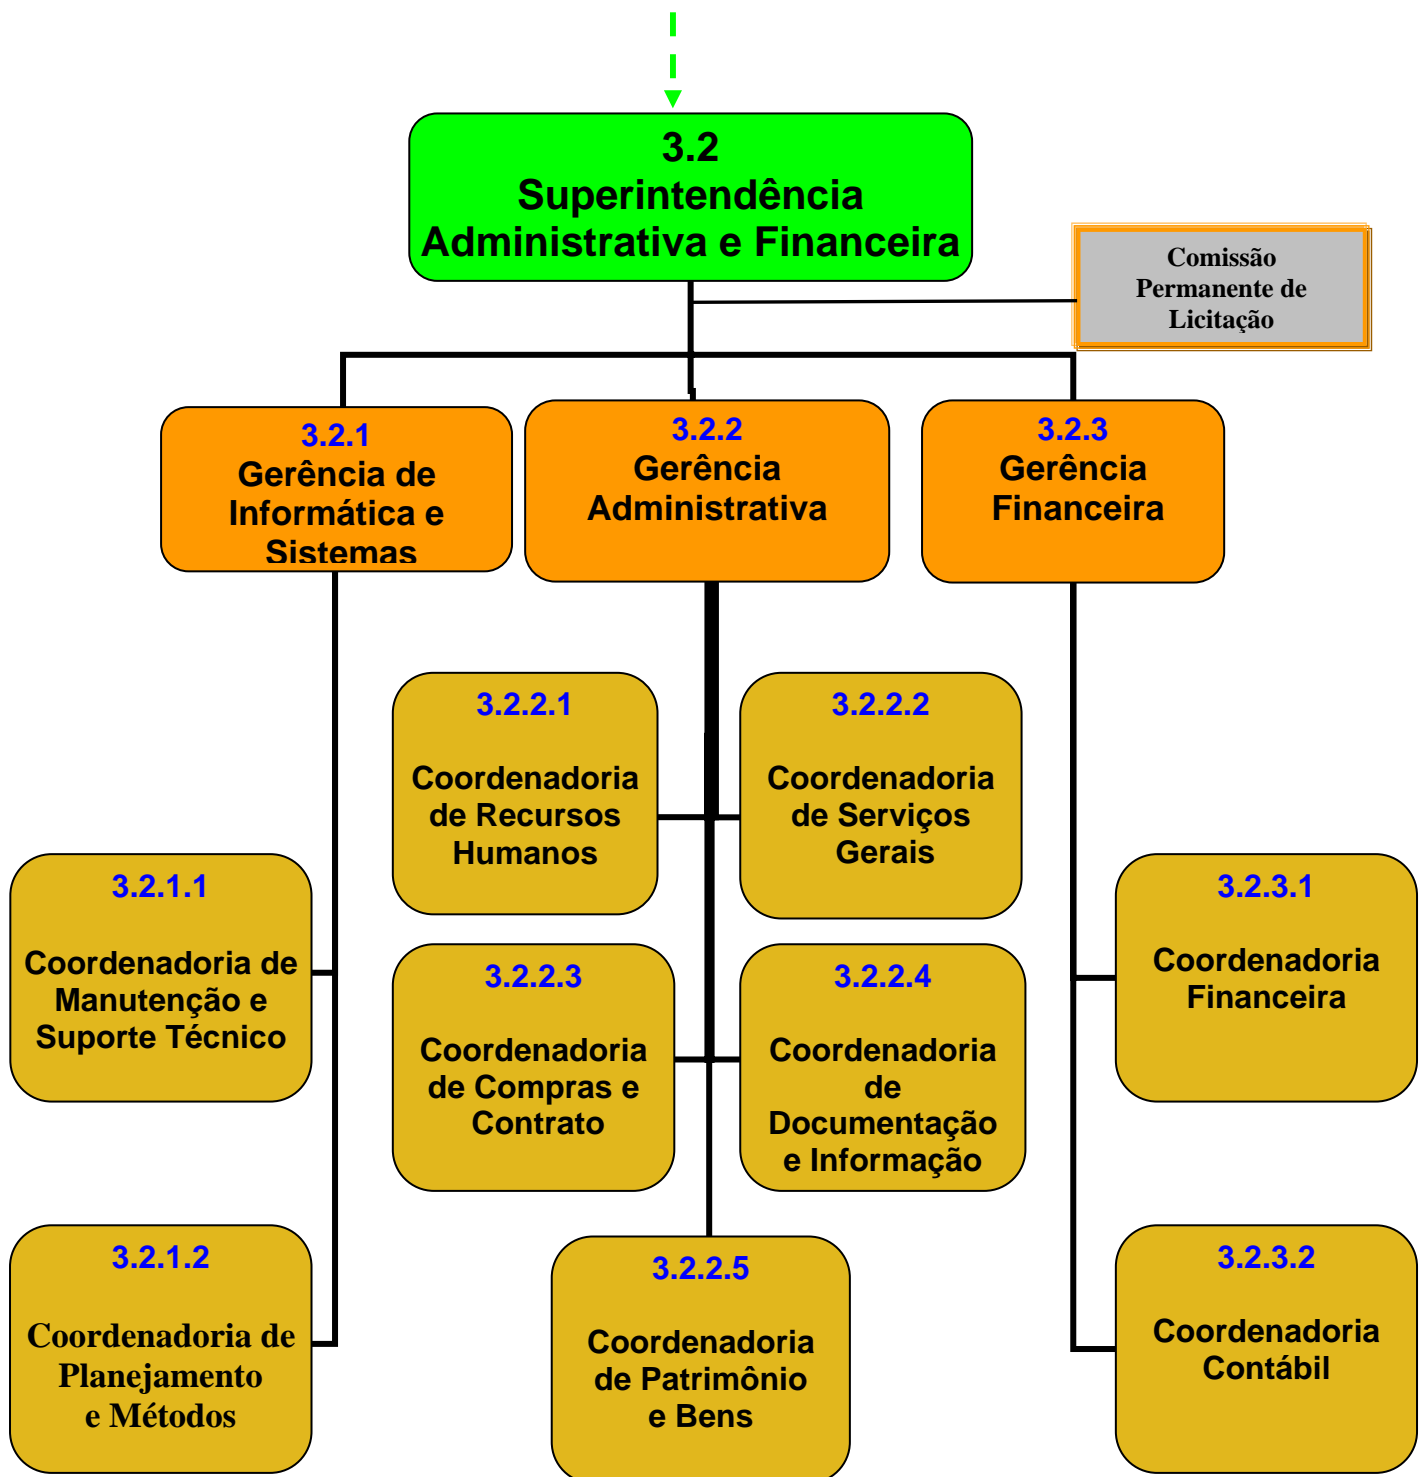 3.2
Superintendência
Administrativa e Financeira
Comissão
Permanente de
Licitação
3.2.1
Gerência de
Informática e
Sistemas
3.2.2
Gerência
Administrativa
3.2.3
Gerência
Financeira
3.2.2.1
Coordenadoria
de Recursos
Humanos
3.2.2.2
Coordenadoria
de Serviços
Gerais
3.2.1.1
Coordenadoria de
Manutenção e
Suporte Técnico
3.2.2.3
Coordenadoria
de Compras e
Contrato
3.2.2.4
Coordenadoria
de
Documentação
e Informação
3.2.3.1
Coordenadoria
Financeira
3.2.1.2
Coordenadoria de
Planejamento
e Métodos
3.2.2.5
Coordenadoria
de Patrimônio
e Bens
3.2.3.2
Coordenadoria
Contábil